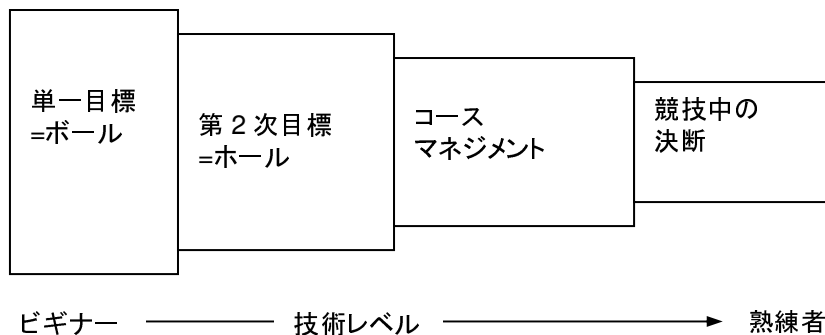 単一目標
=ボール
第2次目標
=ホール
コース
マネジメント
競技中の
決断
ビギナー 技術レベル 熟練者